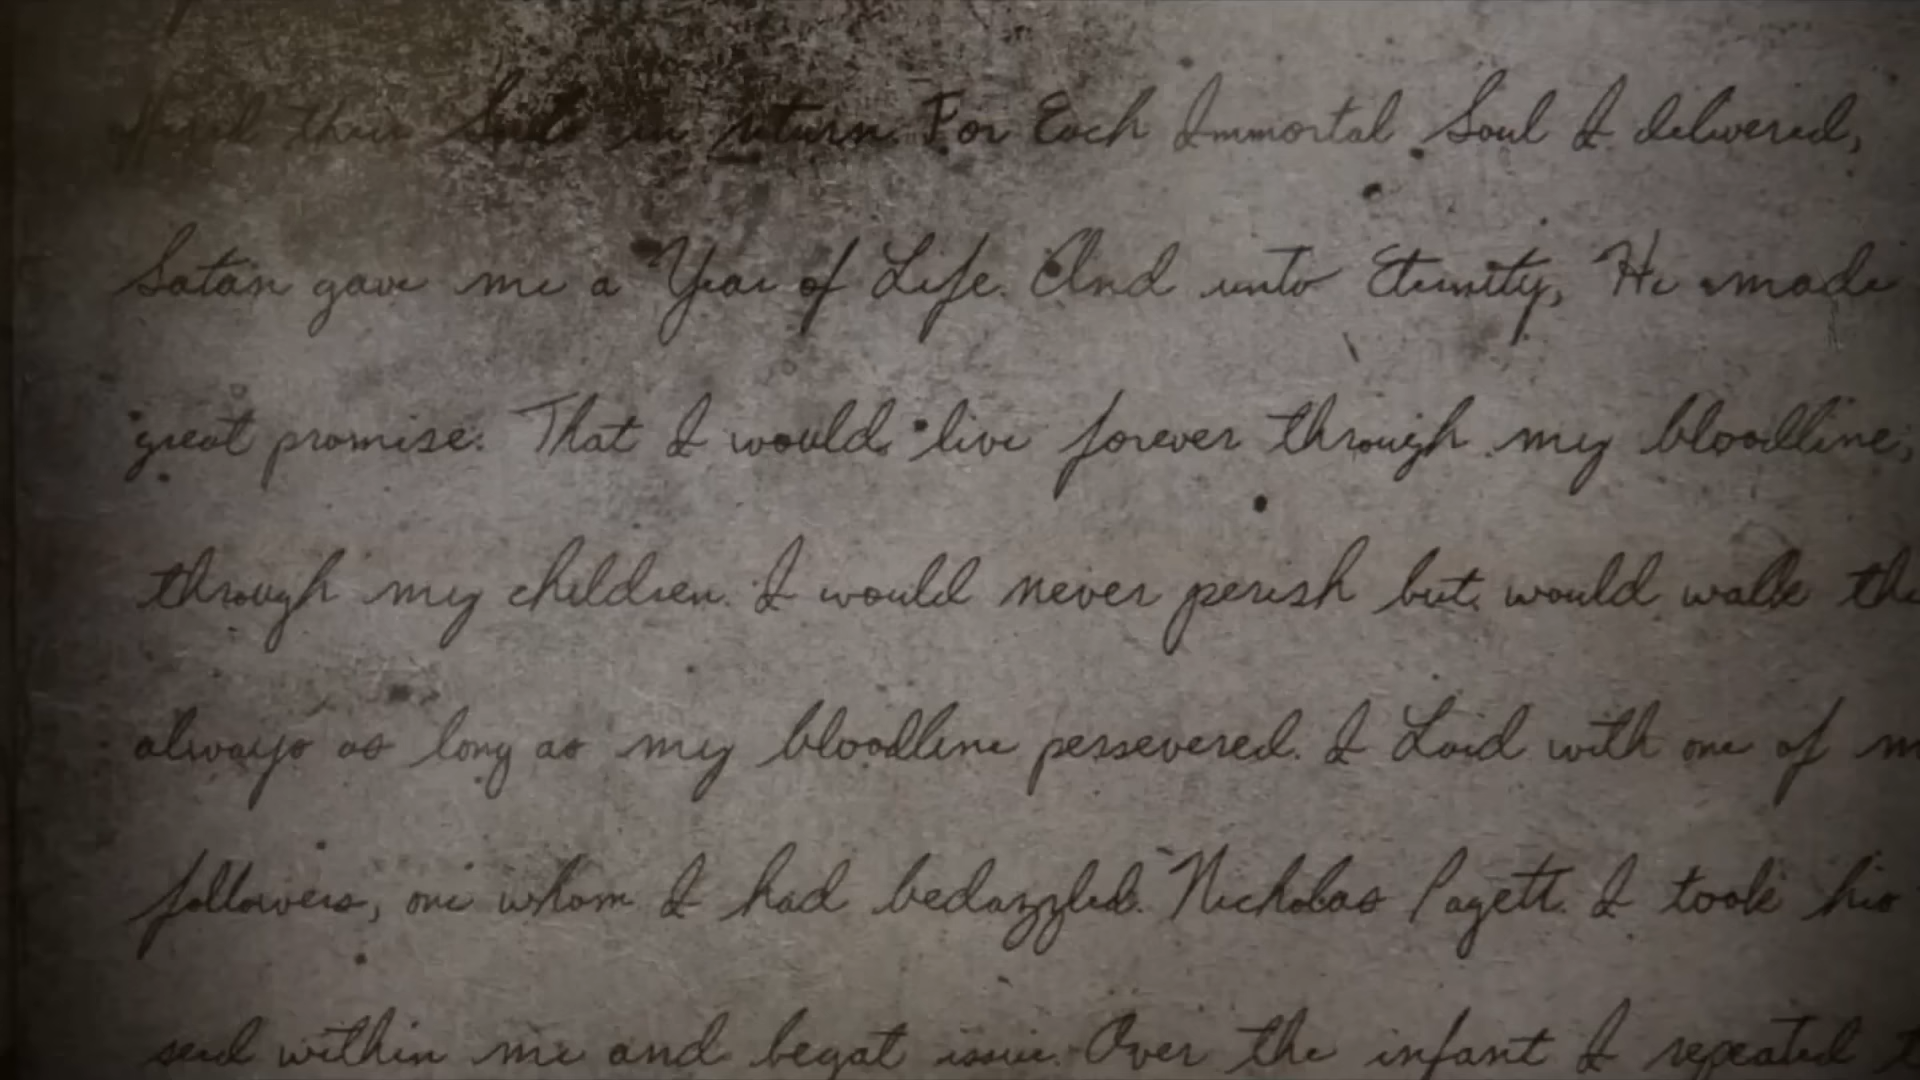 their Soul in return. For Each Immortal Soul I delivered,
Satan gave me a Year of Life. And unto Eternity, He made
great promise. That I would live forever through my bloodline,
through my children. I would never perish but would walk
always as long as my bloodline persevered. I Laid with one of
followers, one whom I had bedazzled. Nicholas Pagett. I took his
seed within me and begat issue. Over the infant I repeated